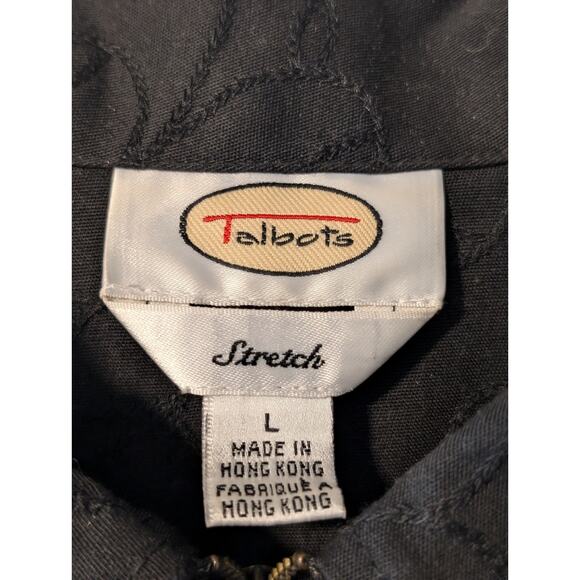 Talbots
Stretch
L
MADE IN
HONG KONG
FABRIQUÉ A
HONG KONG